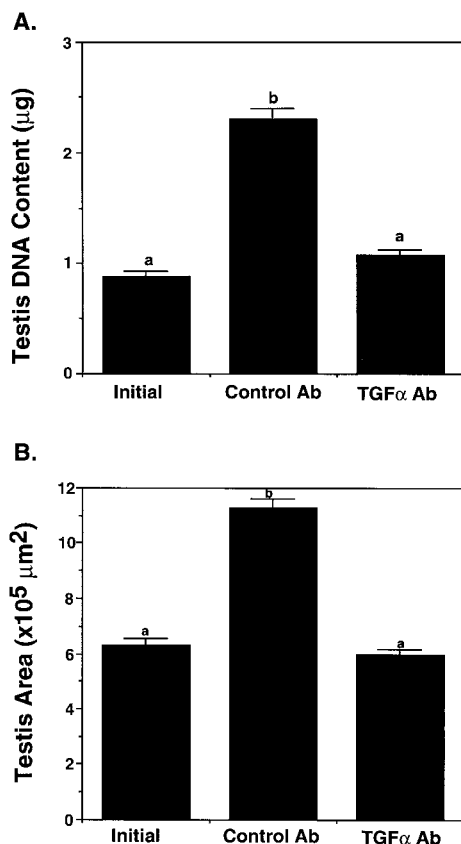 A.
3
b
Testis DNA Content (µg)
2
a
a
1
0
Initial
Control Ab
TGFα Ab
B.
12
b
10
Testis Area (x10⁵ µm²)
8
a
a
6
4
2
0
Initial
Control Ab
TGFα Ab